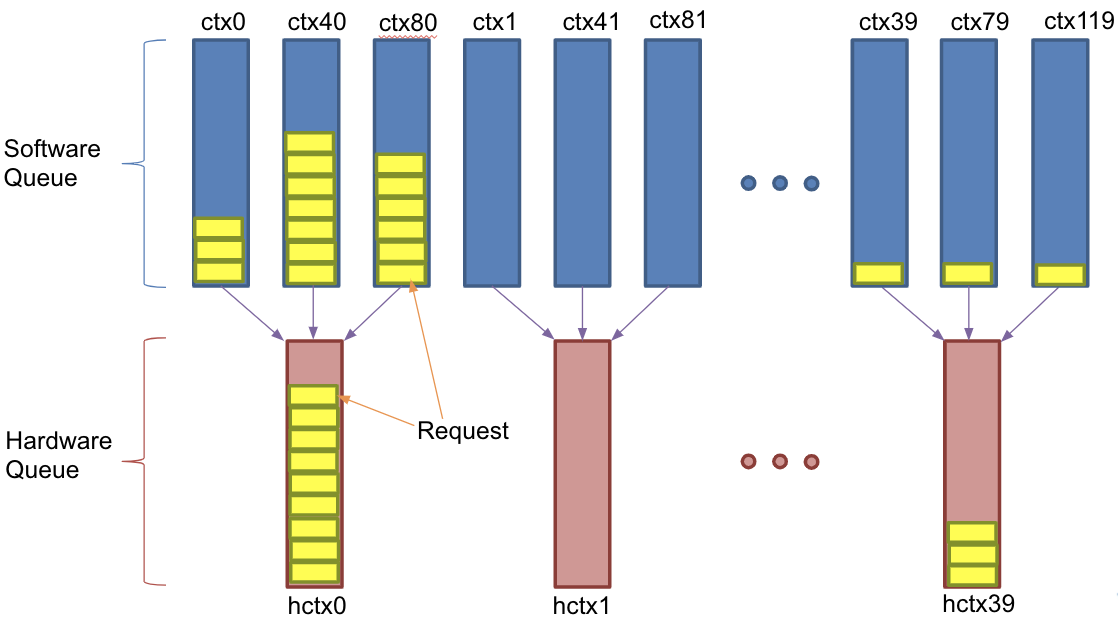 ctx0
ctx40
ctx80
ctx1
ctx41
ctx81
ctx39
ctx79
ctx119
Software
Queue
Request
Hardware
Queue
hctx0
hctx1
hctx39